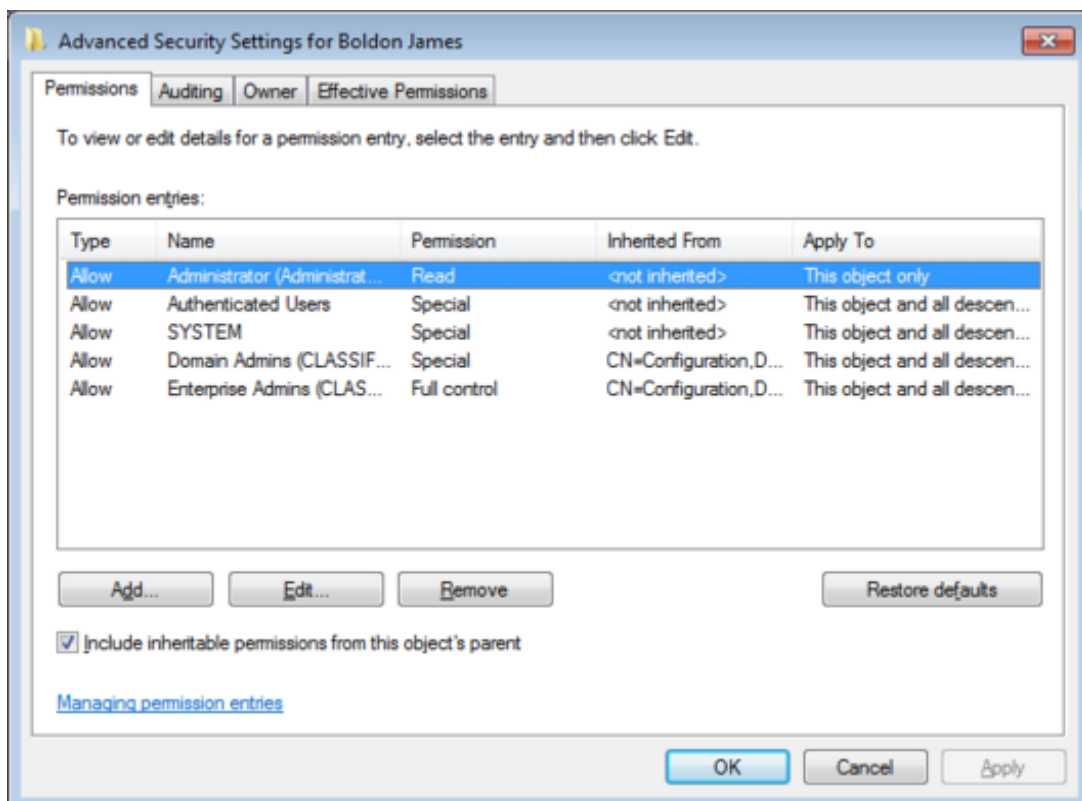 Advanced Security Settings for Boldon James
Permissions Auditing Owner Effective Permissions
To view or edit details for a permission entry, select the entry and then click Edit.
Permission entries:
Type Name Permission Inherited From Apply To
Allow Administrator (Administrat... Read <not inherited> This object only
Allow Authenticated Users Special <not inherited> This object and all descen...
Allow SYSTEM Special <not inherited> This object and all descen...
Allow Domain Admins (CLASSIF... Special CN=Configuration,D... This object and all descen...
Allow Enterprise Admins (CLAS... Full control CN=Configuration,D... This object and all descen...
Add... Edit... Remove Restore defaults
Include inheritable permissions from this object's parent
Managing permission entries
OK Cancel Apply